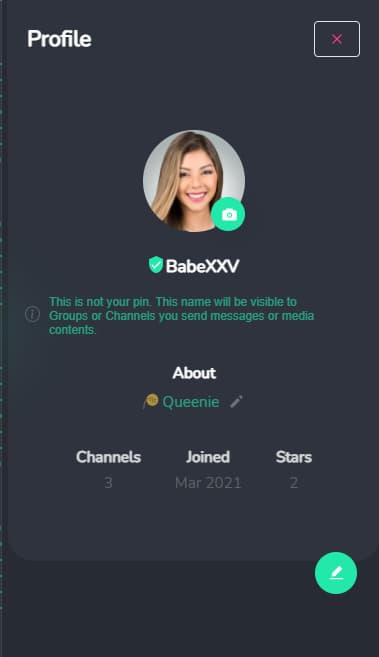 Profile
BabeXXV
This is not your pin. This name will be visible to
Groups or Channels you send messages or media
contents.
About
Queenie
Channels Joined Stars
3 Mar 2021 2